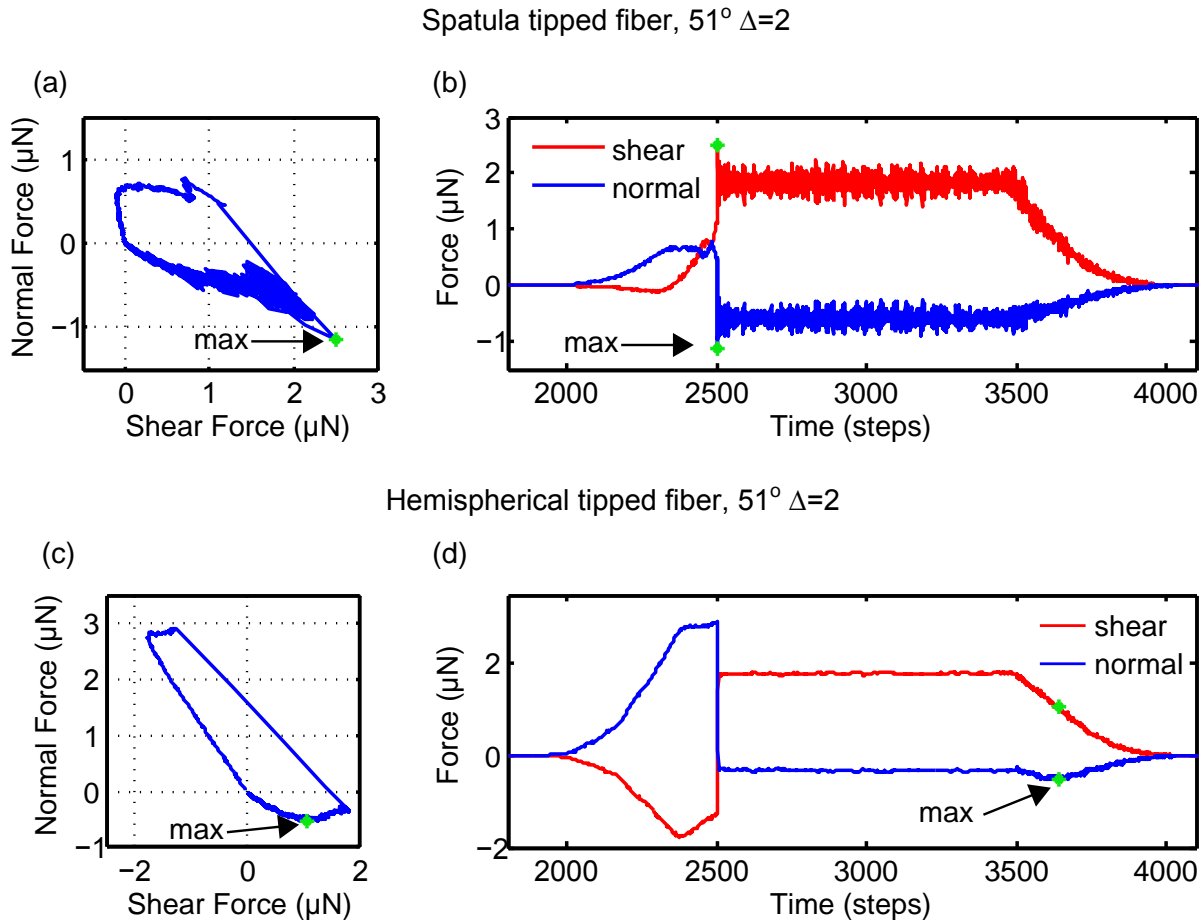 Spatula tipped fiber, 51° Δ=2
(a)
(b)
Normal Force (μN)
1
0
−1
0
1
2
3
Shear Force (μN)
max
Force (μN)
3
2
1
0
−1
shear
normal
max
2000
2500
3000
3500
4000
Time (steps)
Hemispherical tipped fiber, 51° Δ=2
(c)
(d)
Normal Force (μN)
3
2
1
0
−1
−2
0
2
Shear Force (μN)
max
Force (μN)
2
0
−2
shear
normal
max
2000
2500
3000
3500
4000
Time (steps)